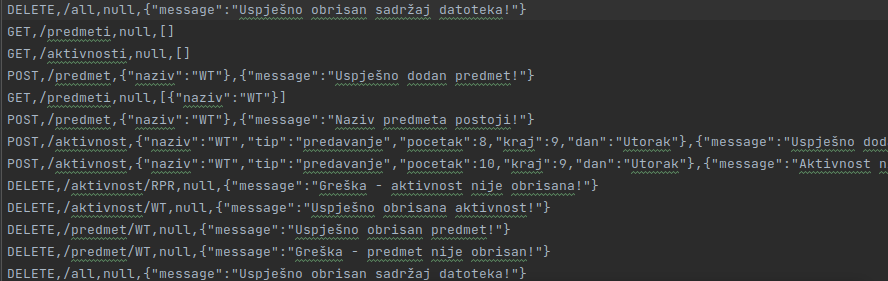 DELETE,/all,null,{"message":"Uspješno obrisan sadržaj datoteka!"}
GET,/predmeti,null,[]
GET,/aktivnosti,null,[]
POST,/predmet,{"naziv":"WT"},{"message":"Uspješno dodan predmet!"}
GET,/predmeti,null,[{"naziv":"WT"}]
POST,/predmet,{"naziv":"WT"},{"message":"Naziv predmeta postoji!"}
POST,/aktivnost,{"naziv":"WT","tip":"predavanje","pocetak":8,"kraj":9,"dan":"Utorak"},{"message":"Uspješno dod
POST,/aktivnost,{"naziv":"WT","tip":"predavanje","pocetak":10,"kraj":9,"dan":"Utorak"},{"message":"Aktivnost n
DELETE,/aktivnost/RPR,null,{"message":"Greška - aktivnost nije obrisana!"}
DELETE,/aktivnost/WT,null,{"message":"Uspješno obrisana aktivnost!"}
DELETE,/predmet/WT,null,{"message":"Uspješno obrisan predmet!"}
DELETE,/predmet/WT,null,{"message":"Greška - predmet nije obrisan!"}
DELETE,/all,null,{"message":"Uspješno obrisan sadržaj datoteka!"}